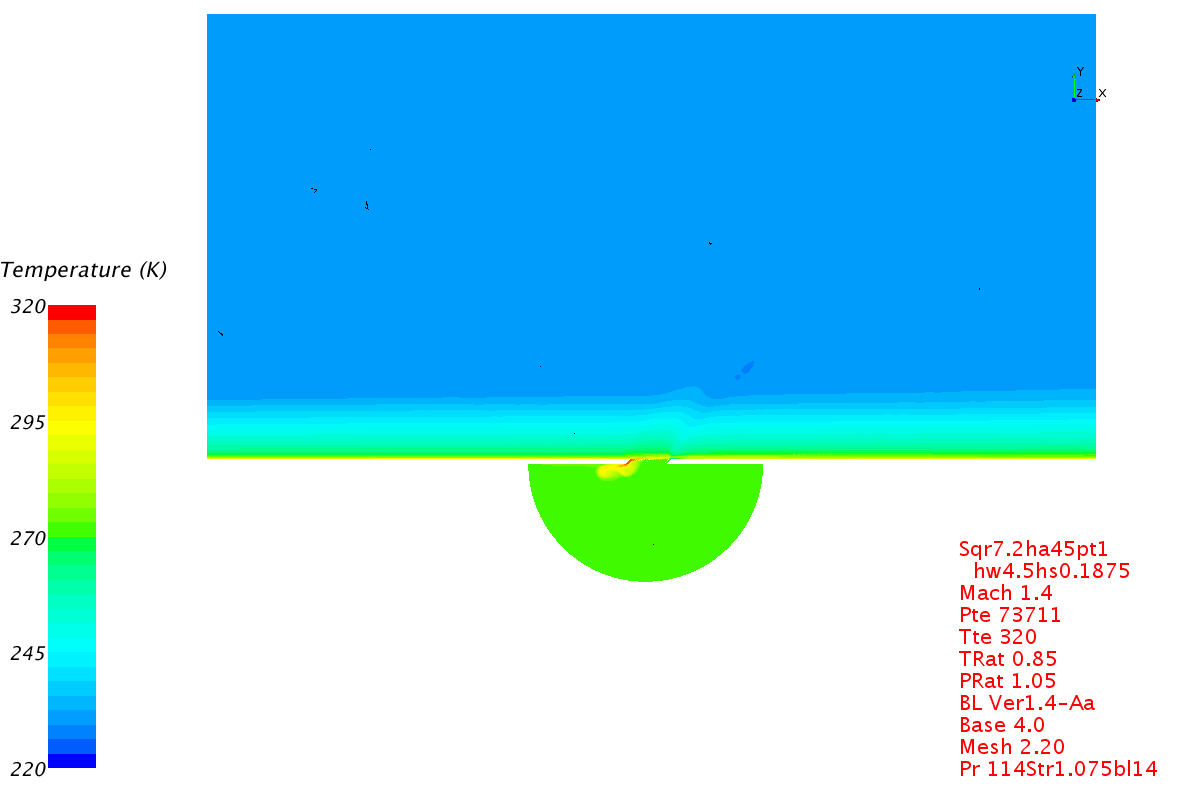 Y
Z X
Temperature (K)
320
295
270
245
220
Sqr7.2ha45pt1
hw4.5hs0.1875
Mach 1.4
Pte 73711
Tte 320
TRat 0.85
PRat 1.05
BL Ver1.4-Aa
Base 4.0
Mesh 2.20
Pr 114Str1.075bl14